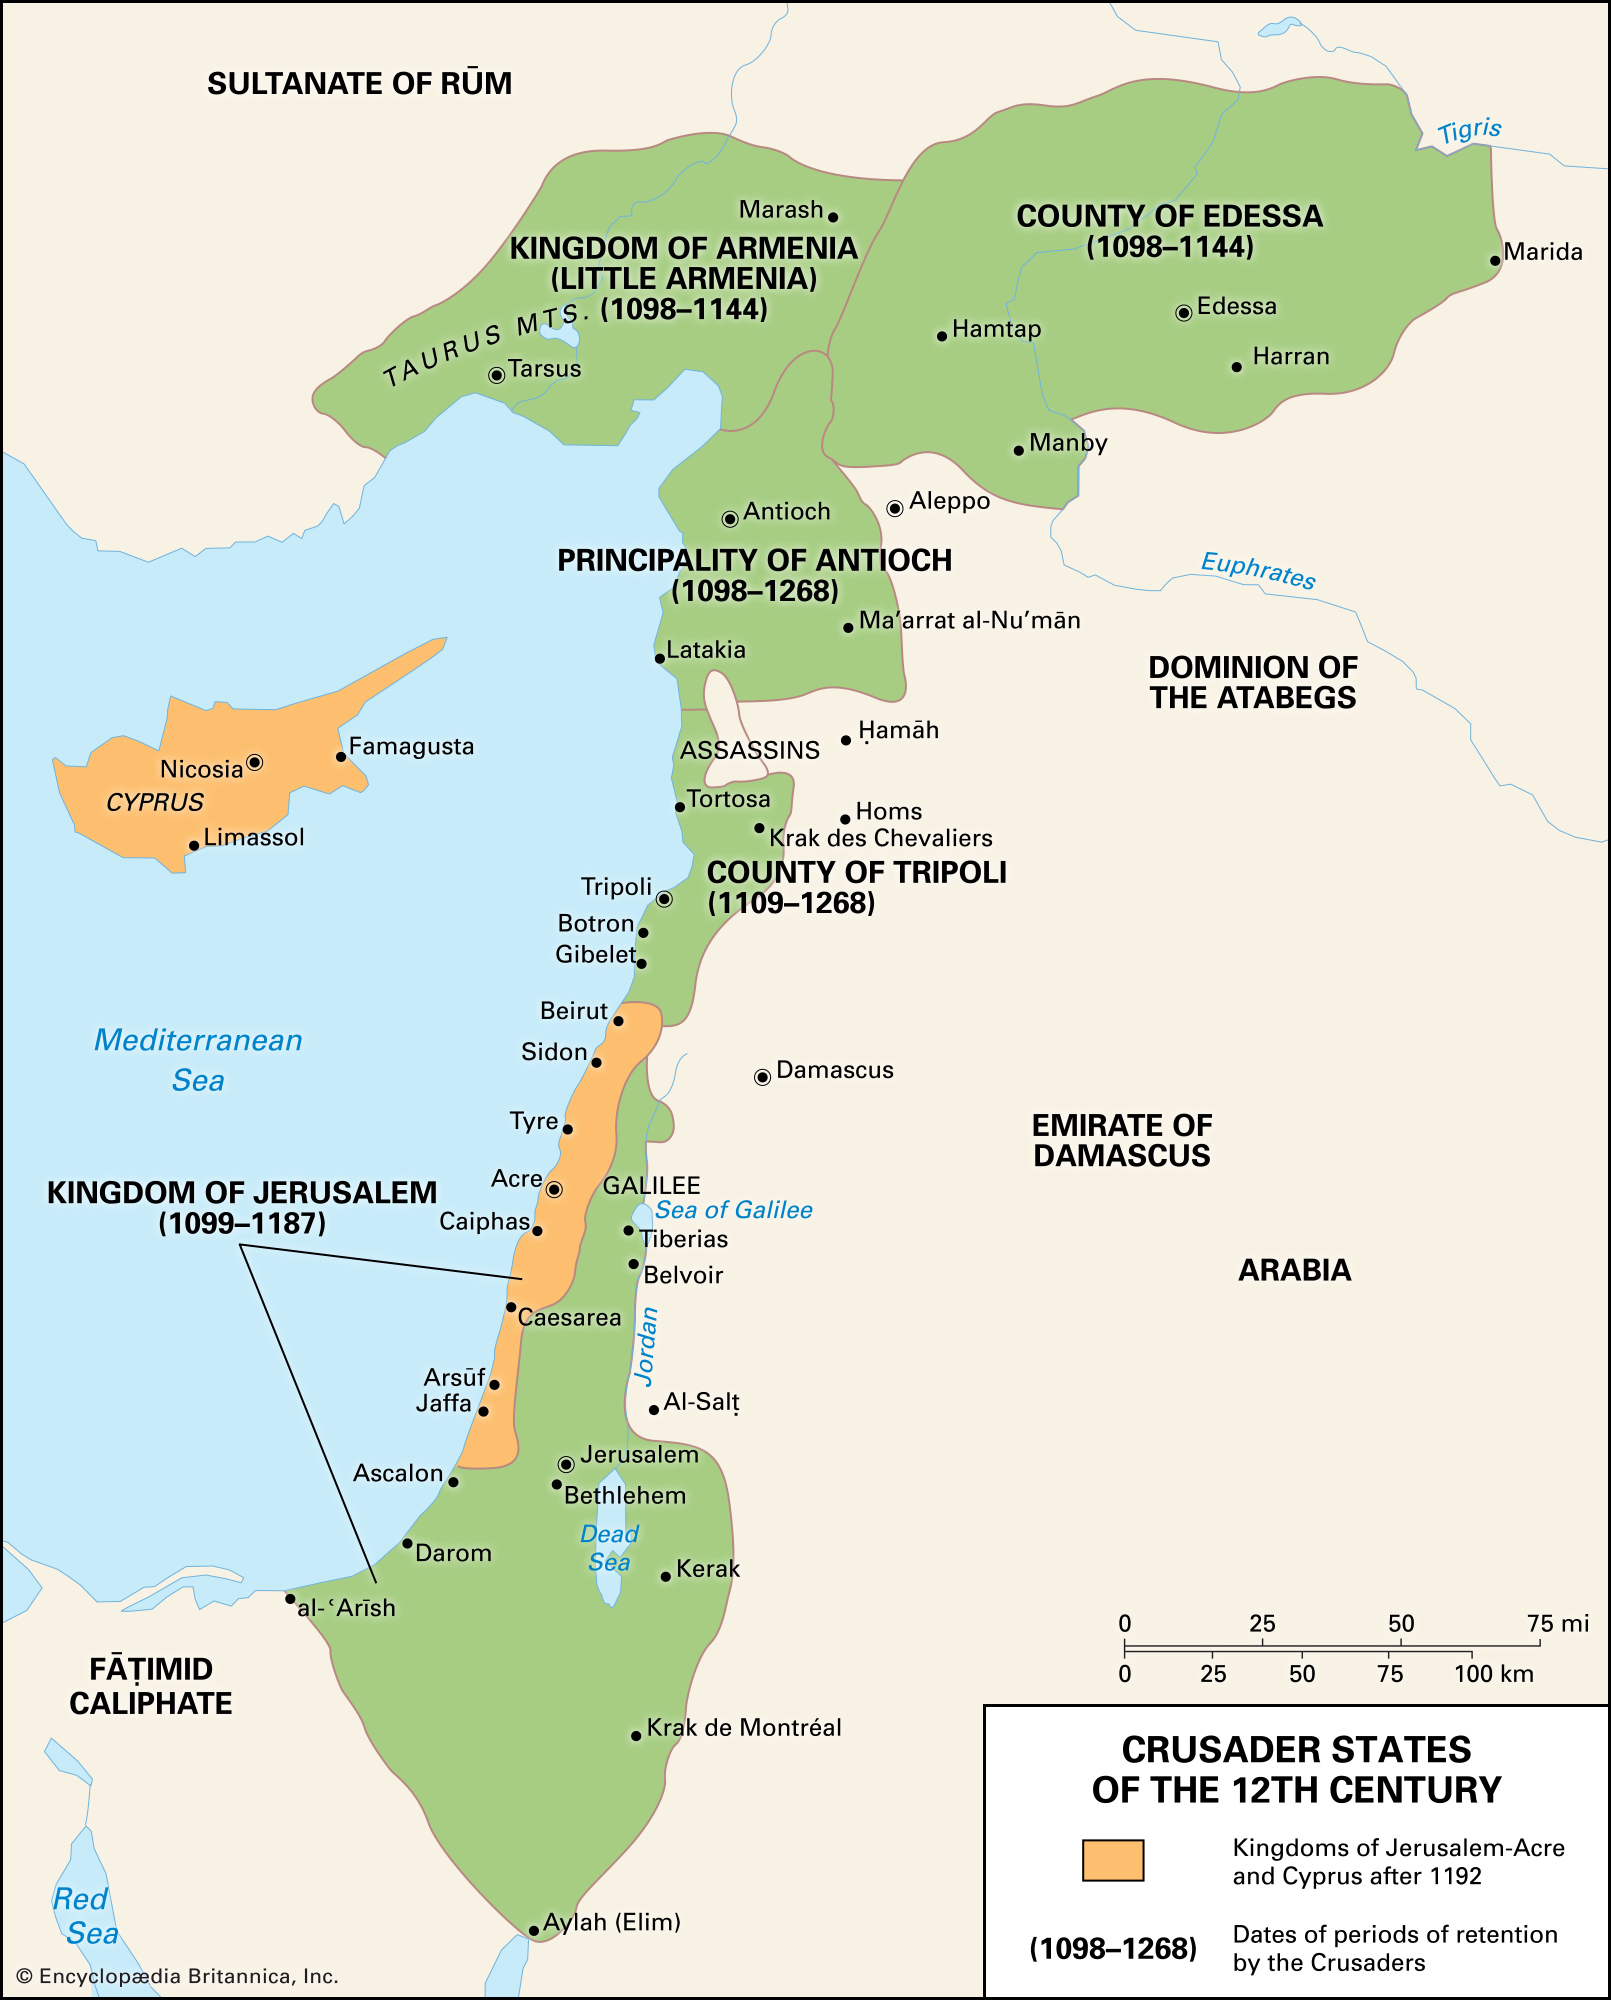 SULTANATE OF RŪM
Tigris
Marash
KINGDOM OF ARMENIA
(LITTLE ARMENIA)
(1098–1144)
TAURUS MTS.
Tarsus
COUNTY OF EDESSA
(1098–1144)
Marida
Edessa
Hamtap
Harran
Manby
Aleppo
Antioch
PRINCIPALITY OF ANTIOCH
(1098–1268)
Euphrates
Ma’arrat al-Nu’mān
Latakia
DOMINION OF
THE ATABEGS
Ḥamāh
ASSASSINS
Famagusta
Nicosia
CYPRUS
Limassol
Tortosa
Homs
Krak des Chevaliers
COUNTY OF TRIPOLI
(1109–1268)
Tripoli
Botron
Gibelet
Beirut
Mediterranean
Sea
Sidon
Damascus
Tyre
EMIRATE OF
DAMASCUS
Acre
GALILEE
KINGDOM OF JERUSALEM
(1099–1187)
Sea of Galilee
Caiphas
Tiberias
Belvoir
ARABIA
Caesarea
Jordan
Arsūf
Jaffa
Al-Salṭ
Jerusalem
Ascalon
Bethlehem
Dead
Sea
Darom
Kerak
al-ʿArīsh
FĀṬIMID
CALIPHATE
Krak de Montréal
Red
Sea
Aylah (Elim)
0 25 50 75 mi
0 25 50 75 100 km
CRUSADER STATES
OF THE 12TH CENTURY
Kingdoms of Jerusalem-Acre
and Cyprus after 1192
(1098–1268)
Dates of periods of retention
by the Crusaders
© Encyclopædia Britannica, Inc.